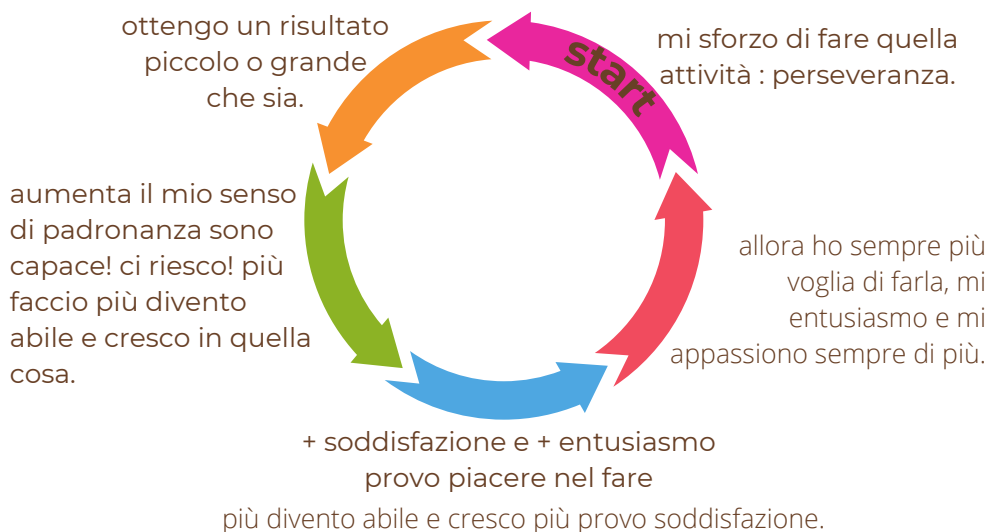 start
mi sforzo di fare quella
attività : perseveranza.
ottengo un risultato
piccolo o grande
che sia.
aumenta il mio senso
di padronanza sono
capace! ci riesco! più
faccio più divento
abile e cresco in quella
cosa.
+ soddisfazione e + entusiasmo
provo piacere nel fare
più divento abile e cresco più provo soddisfazione.
allora ho sempre più
voglia di farla, mi
entusiasmo e mi
appassiono sempre di più.